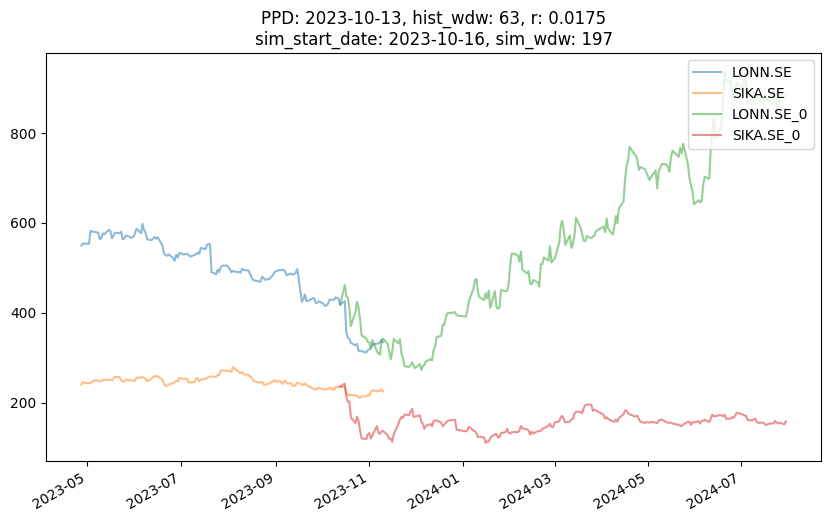 PPD: 2023-10-13, hist_wdw: 63, r: 0.0175
sim_start_date: 2023-10-16, sim_wdw: 197
LONN.SE
SIKA.SE
LONN.SE_0
SIKA.SE_0
800
600
400
200
2023-05
2023-07
2023-09
2023-11
2024-01
2024-03
2024-05
2024-07